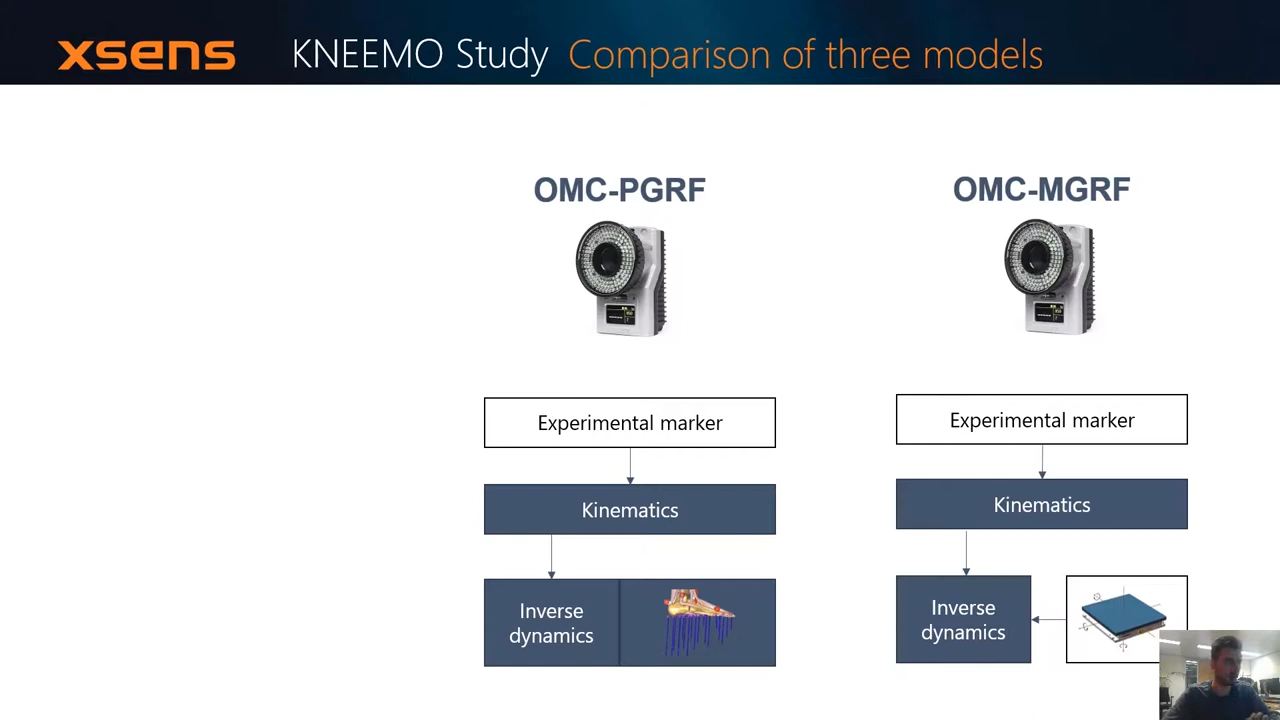 xsens KNEEMO Study Comparison of three models
OMC-PGRF
Experimental marker
Kinematics
Inverse
dynamics
OMC-MGRF
Experimental marker
Kinematics
Inverse
dynamics